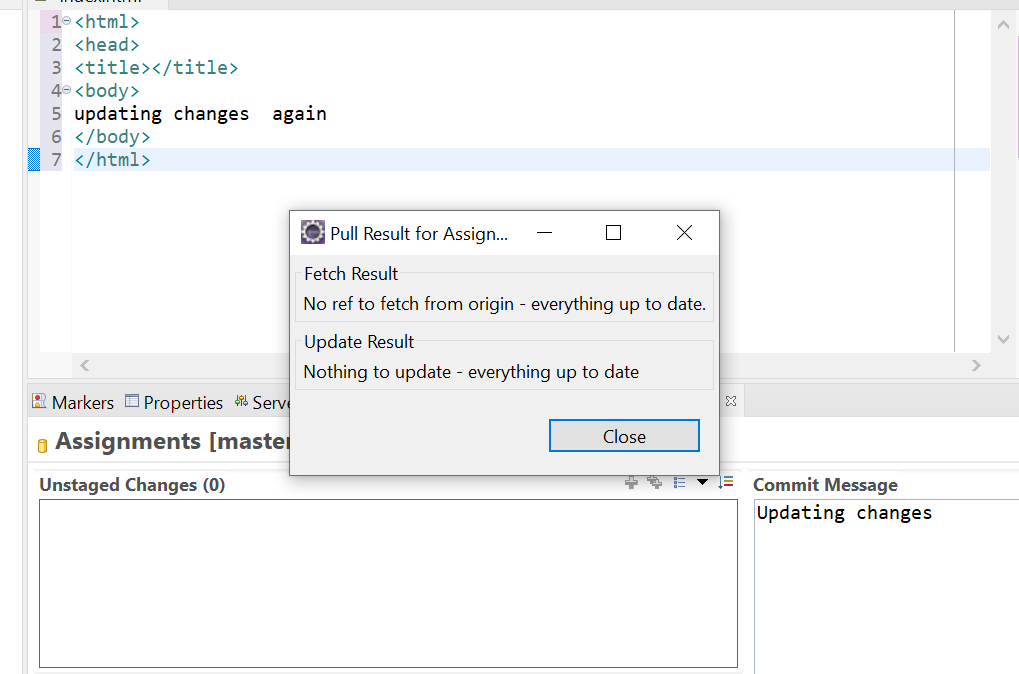 1 <html>
2 <head>
3 <title></title>
4 <body>
5 updating changes  again
6 </body>
7 </html>
Pull Result for Assign...
Fetch Result
No ref to fetch from origin - everything up to date.
Update Result
Nothing to update - everything up to date
Close
Markers Properties Serve
Assignments [master
Unstaged Changes (0)
Commit Message
Updating changes